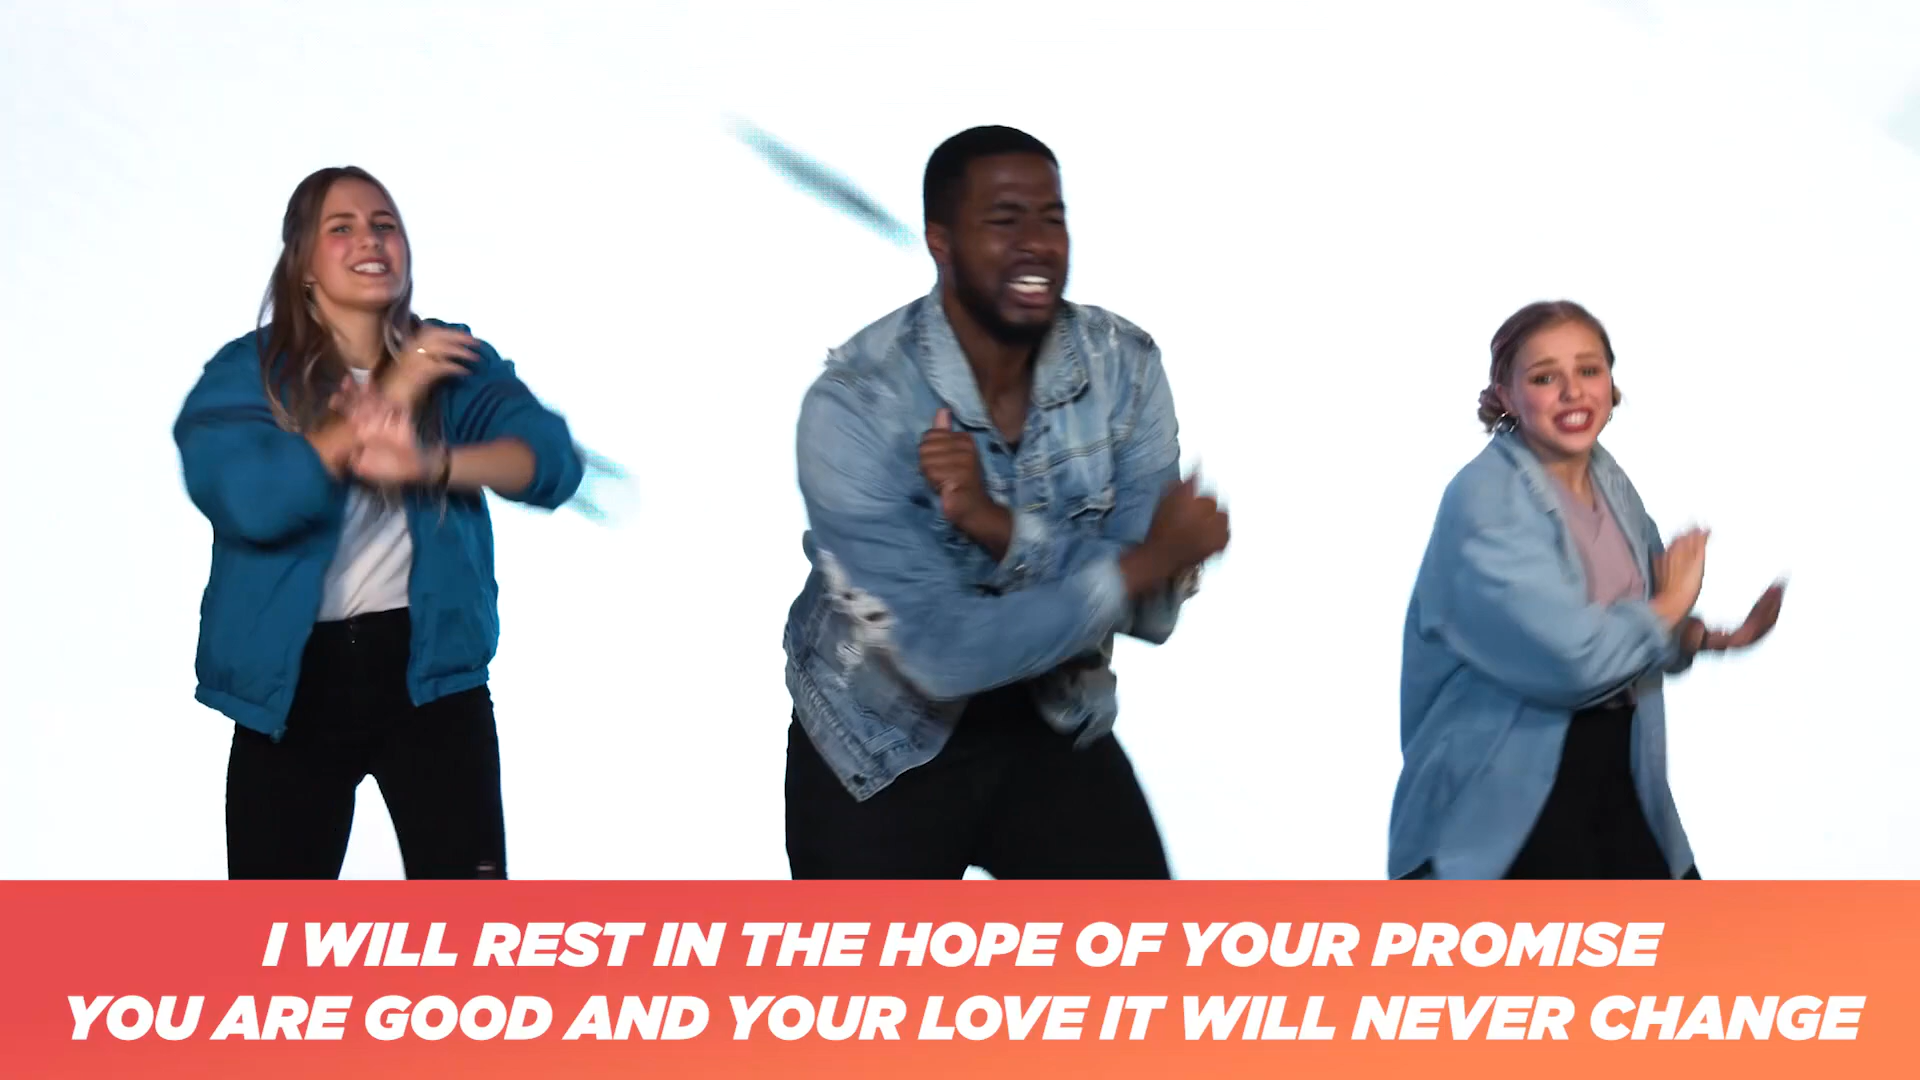 I WILL REST IN THE HOPE OF YOUR PROMISE
YOU ARE GOOD AND YOUR LOVE IT WILL NEVER CHANGE